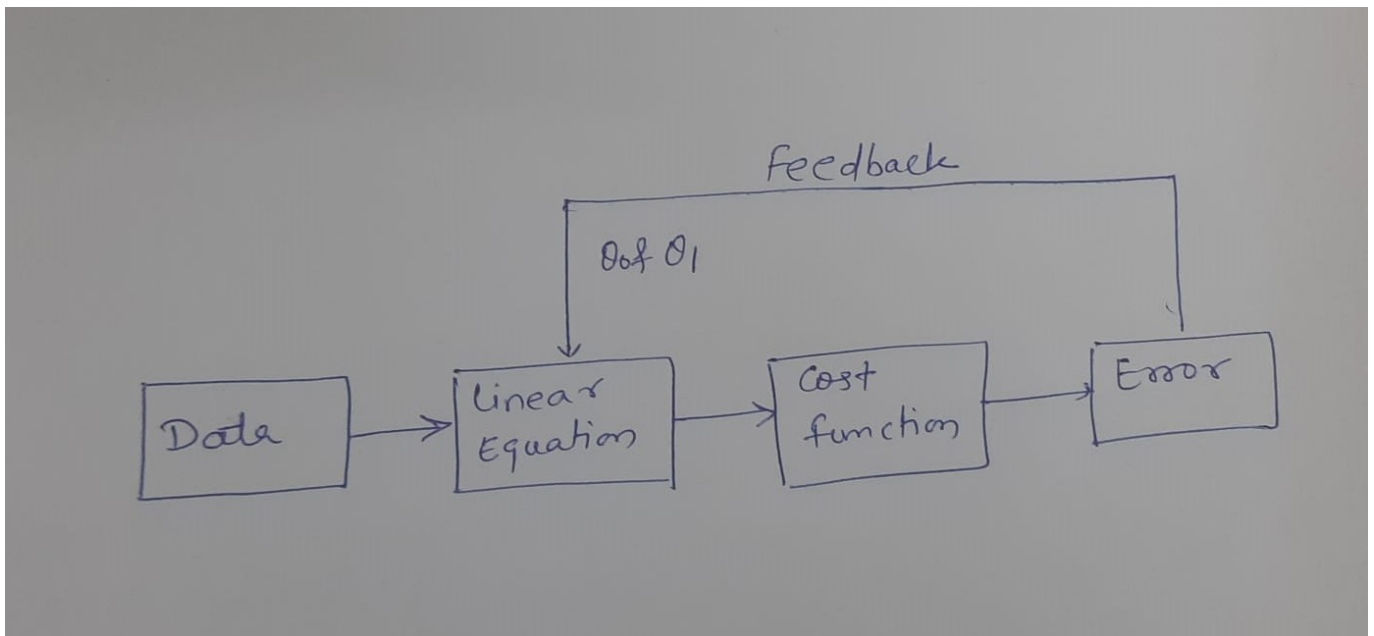 Feedback
θ₀ & θ₁
Data
Linear
Equation
Cost
function
Error